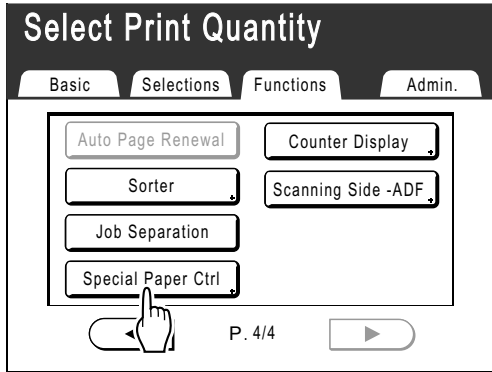 Select Print Quantity
Basic Selections Functions Admin.
Auto Page Renewal Counter Display
Sorter Scanning Side -ADF
Job Separation
Special Paper Ctrl
P. 4/4